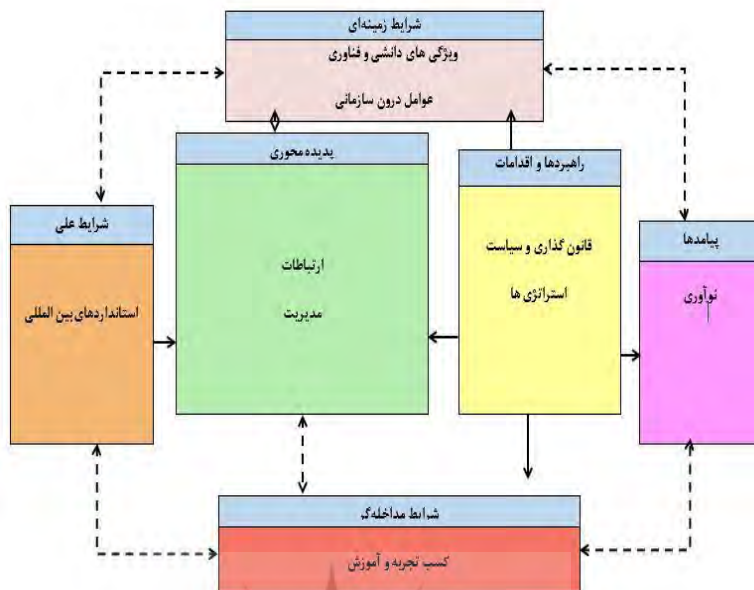 شرایط زمینه‌ای
ویژگی های دانشی و فناوری
عوامل درون سازمانی
پدیده محوری
ارتباطات
مدیریت
راهبردها و اقدامات
قانون گذاری و سیاست
استراتژی ها
شرایط علی
استانداردهای بین المللی
پیامدها
نوآوری
شرایط مداخله‌گر
کسب تجربه و آموزش